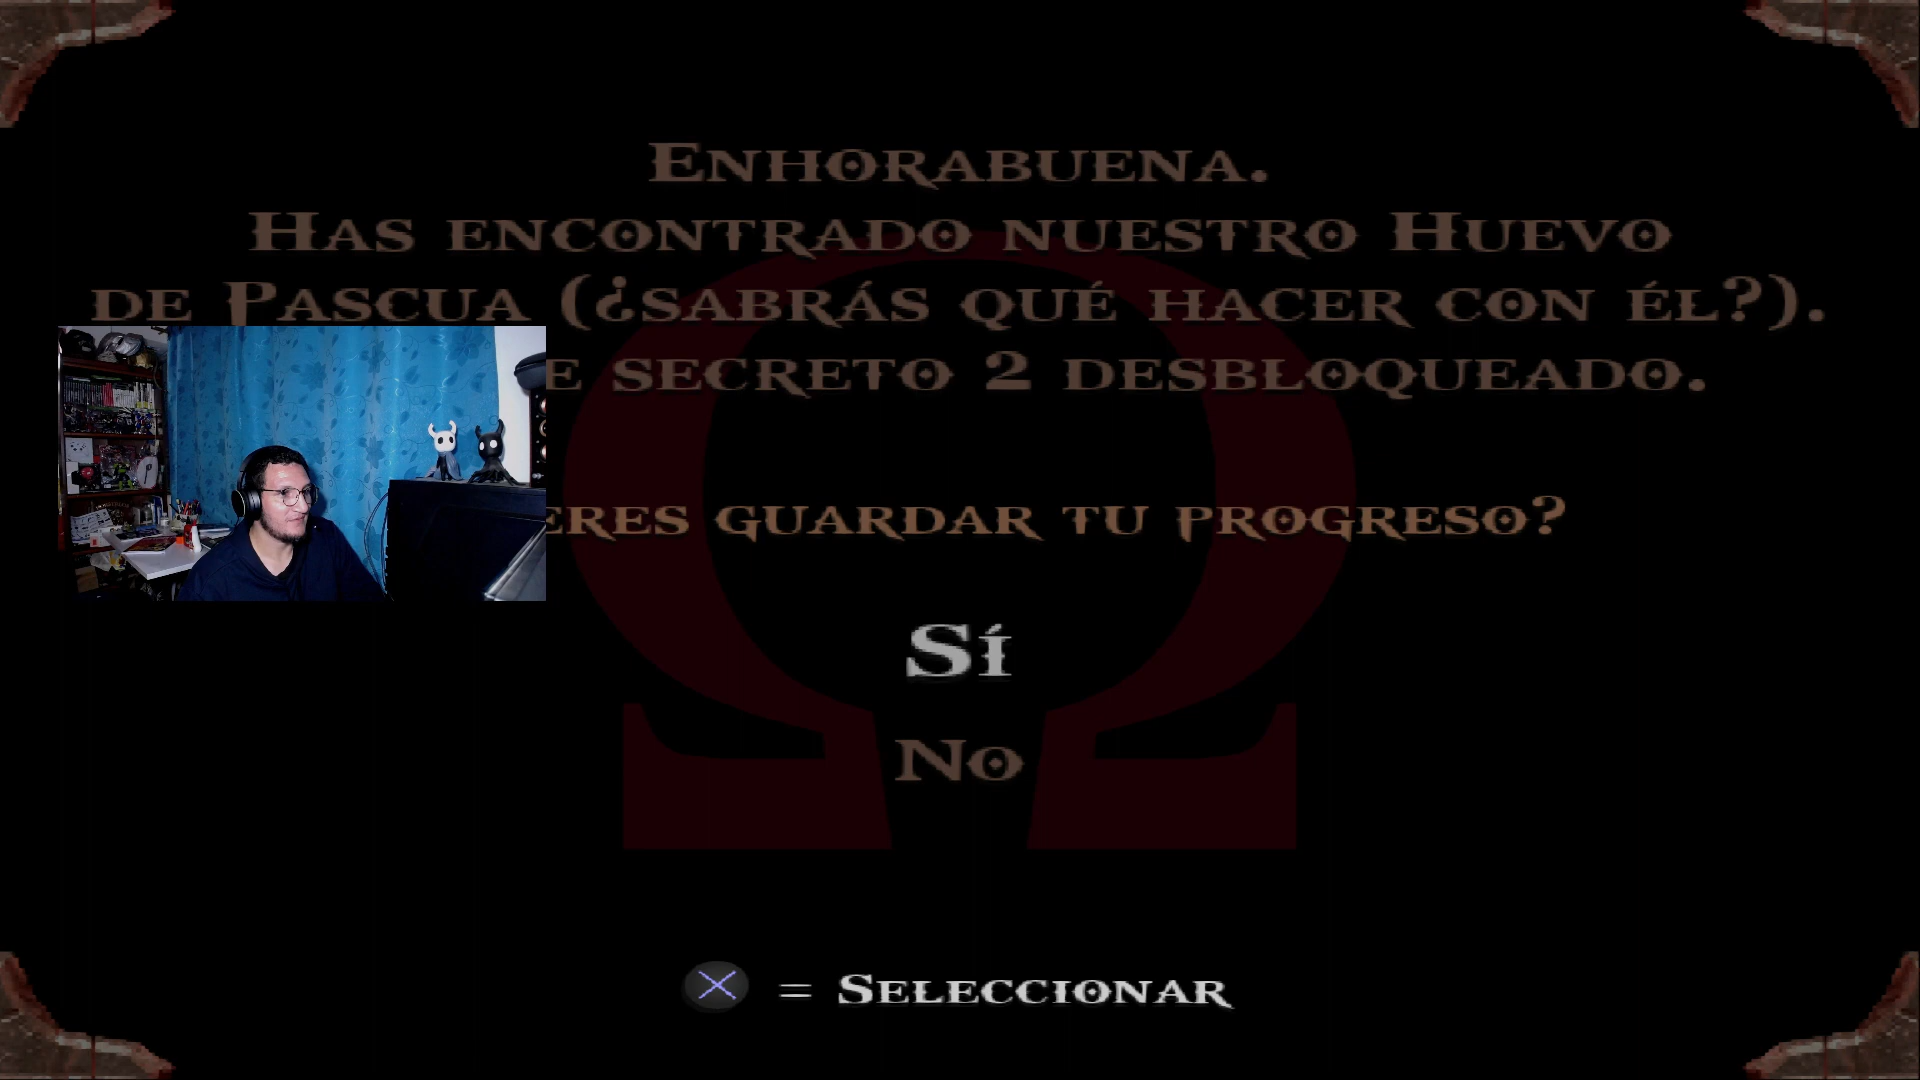 Enhorabuena.
Has encontrado nuestro Huevo
de Pascua (¿sabrás qué hacer con él?).
e secreto 2 desbloqueado.
eres guardar tu progreso?
Sí
No
= Seleccionar